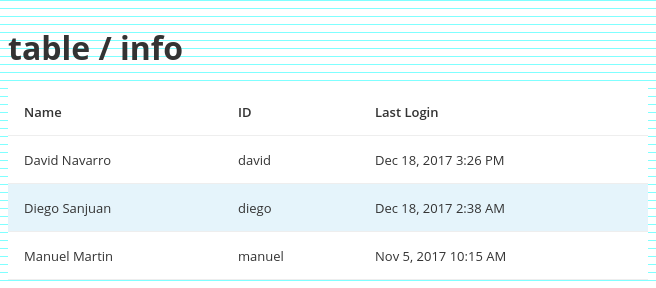 table / info
Name ID Last Login
David Navarro david Dec 18, 2017 3:26 PM
Diego Sanjuan diego Dec 18, 2017 2:38 AM
Manuel Martin manuel Nov 5, 2017 10:15 AM